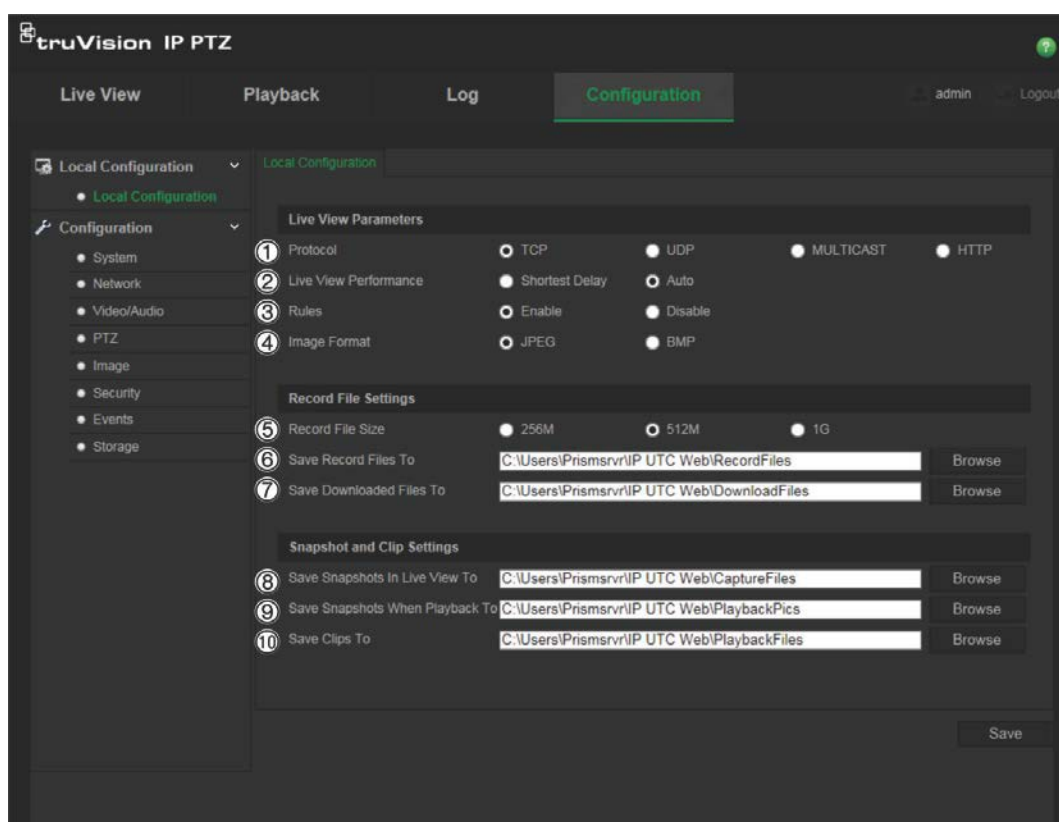 truVision IP PTZ
?
Live View Playback Log Configuration admin Logout
Local Configuration
Local Configuration
Configuration
System
Network
Video/Audio
PTZ
Image
Security
Events
Storage
Local Configuration
Live View Parameters
① Protocol TCP UDP MULTICAST HTTP
② Live View Performance Shortest Delay Auto
③ Rules Enable Disable
④ Image Format JPEG BMP
Record File Settings
⑤ Record File Size 256M 512M 1G
⑥ Save Record Files To C:\Users\Prismsrvr\IP UTC Web\RecordFiles Browse
⑦ Save Downloaded Files To C:\Users\Prismsrvr\IP UTC Web\DownloadFiles Browse
Snapshot and Clip Settings
⑧ Save Snapshots In Live View To C:\Users\Prismsrvr\IP UTC Web\CaptureFiles Browse
⑨ Save Snapshots When Playback To C:\Users\Prismsrvr\IP UTC Web\PlaybackPics Browse
⑩ Save Clips To C:\Users\Prismsrvr\IP UTC Web\PlaybackFiles Browse
Save